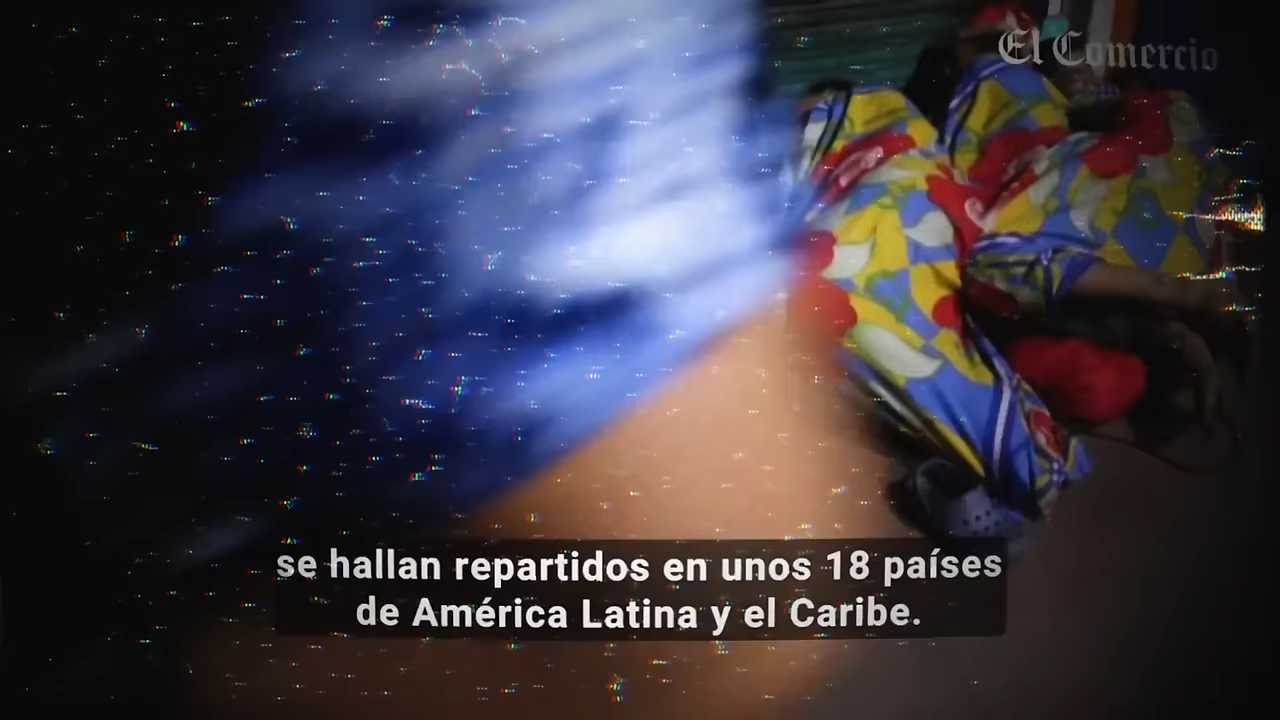 El Comercio
se hallan repartidos en unos 18 países
de América Latina y el Caribe.